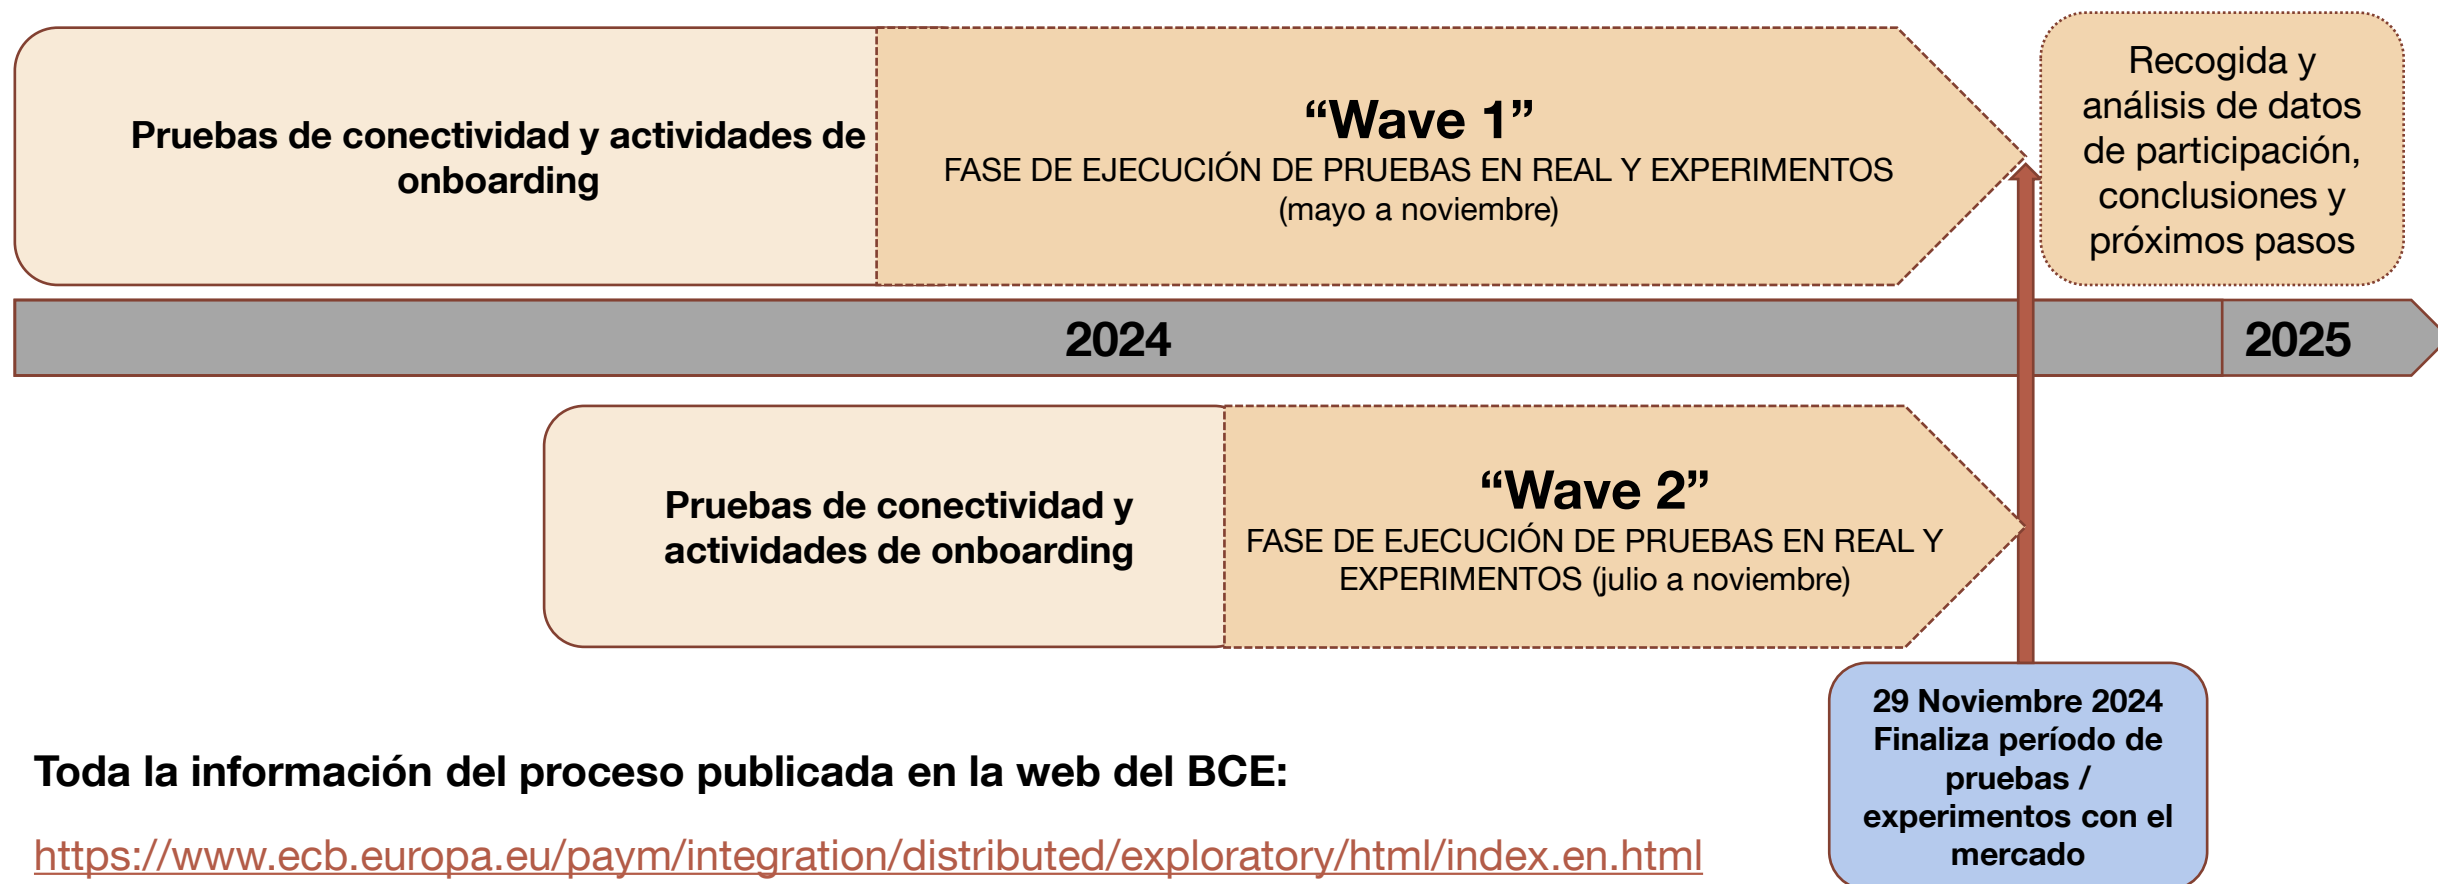 Pruebas de conectividad y actividades de
onboarding
“Wave 1”
FASE DE EJECUCIÓN DE PRUEBAS EN REAL Y EXPERIMENTOS
(mayo a noviembre)
Recogida y
análisis de datos
de participación,
conclusiones y
próximos pasos
2024
2025
Pruebas de conectividad y
actividades de onboarding
“Wave 2”
FASE DE EJECUCIÓN DE PRUEBAS EN REAL Y
EXPERIMENTOS (julio a noviembre)
29 Noviembre 2024
Finaliza período de
pruebas /
experimentos con el
mercado
Toda la información del proceso publicada en la web del BCE:
https://www.ecb.europa.eu/paym/integration/distributed/exploratory/html/index.en.html